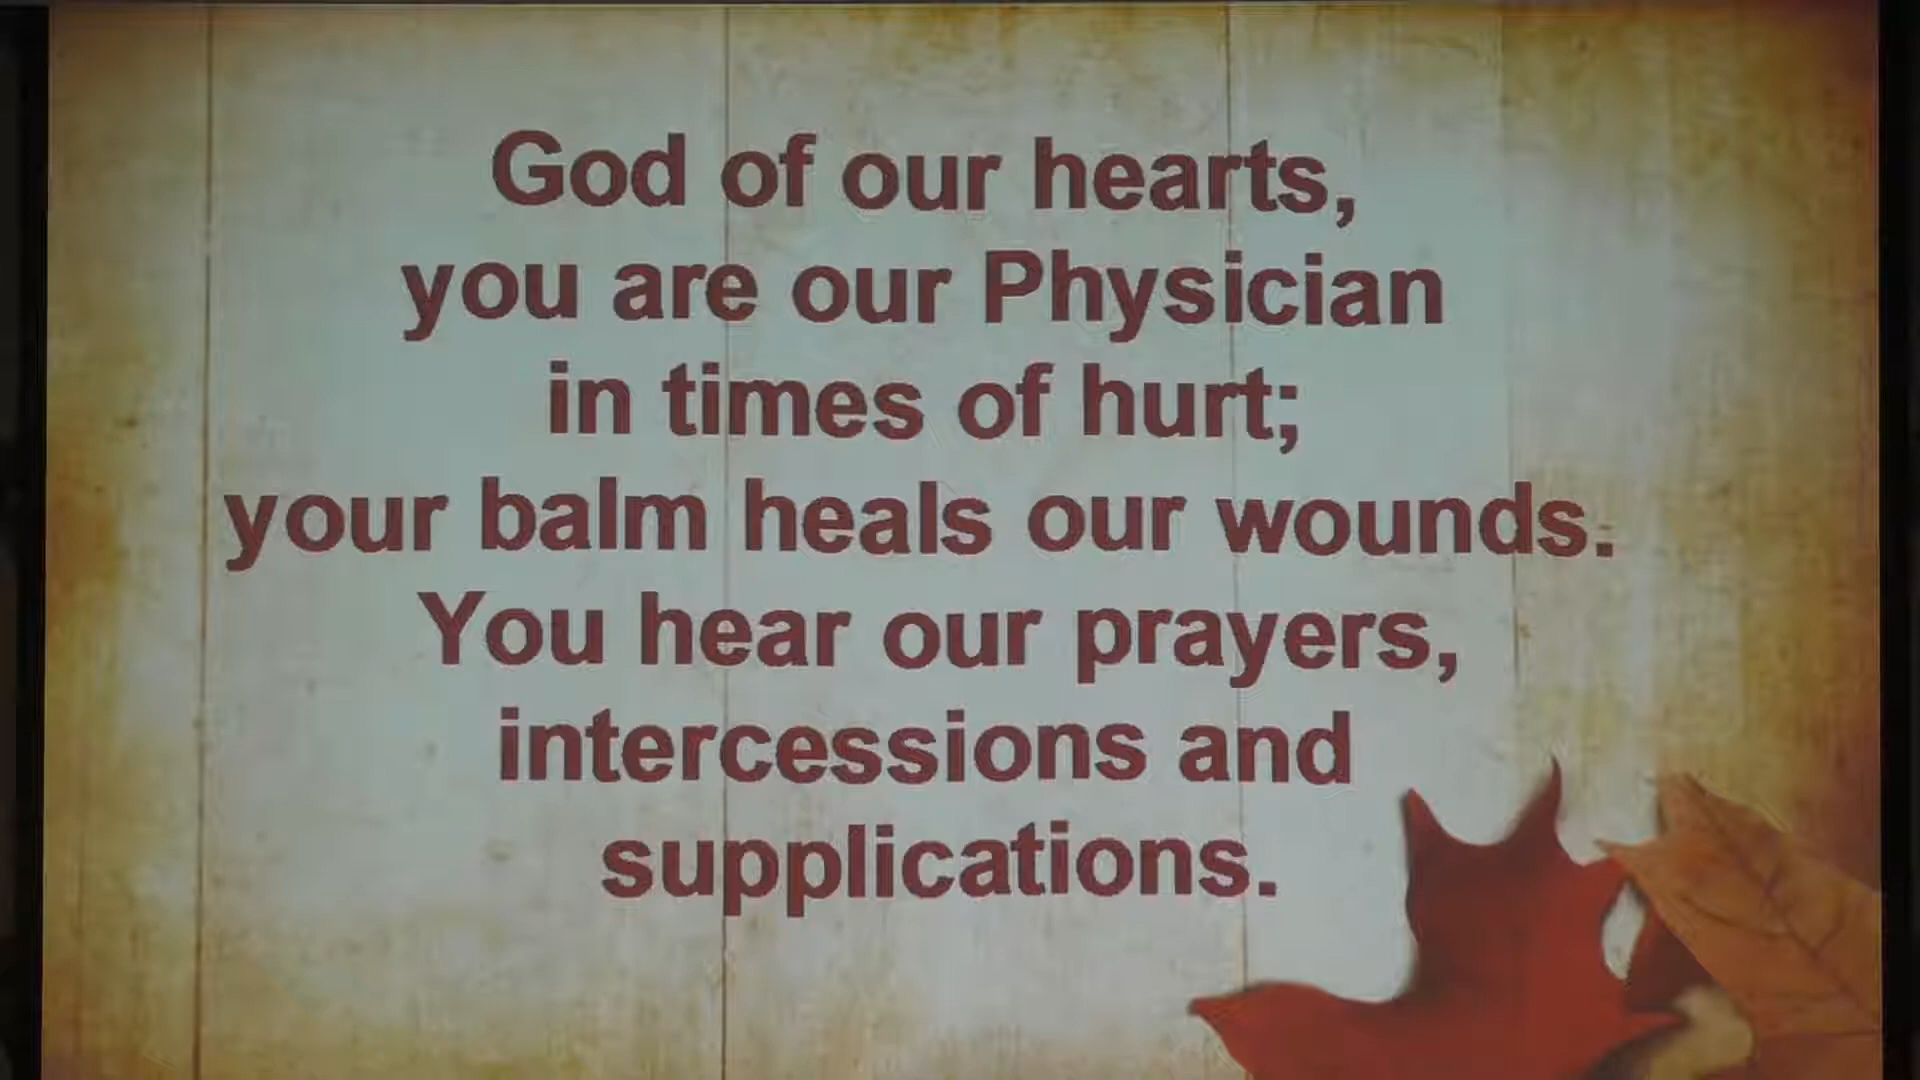 God of our hearts,
you are our Physician
in times of hurt;
your balm heals our wounds.
You hear our prayers,
intercessions and
supplications.